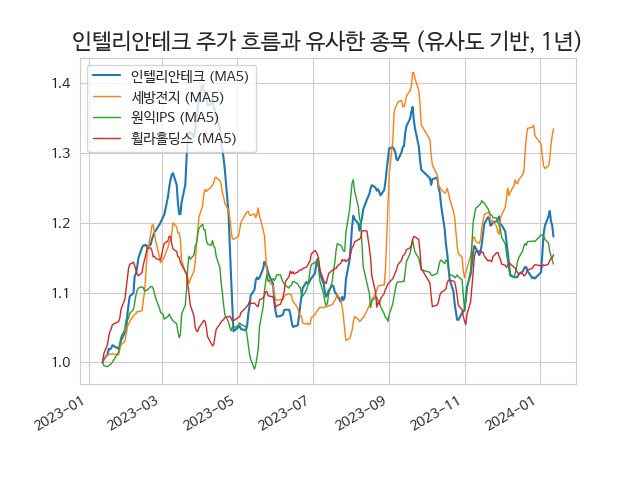 인텔리안테크 주가 흐름과 유사한 종목 (유사도 기반, 1년)
인텔리안테크 (MA5)
세방전지 (MA5)
원익IPS (MA5)
휠라홀딩스 (MA5)
1.4
1.3
1.2
1.1
1.0
2023-01
2023-03
2023-05
2023-07
2023-09
2023-11
2024-01